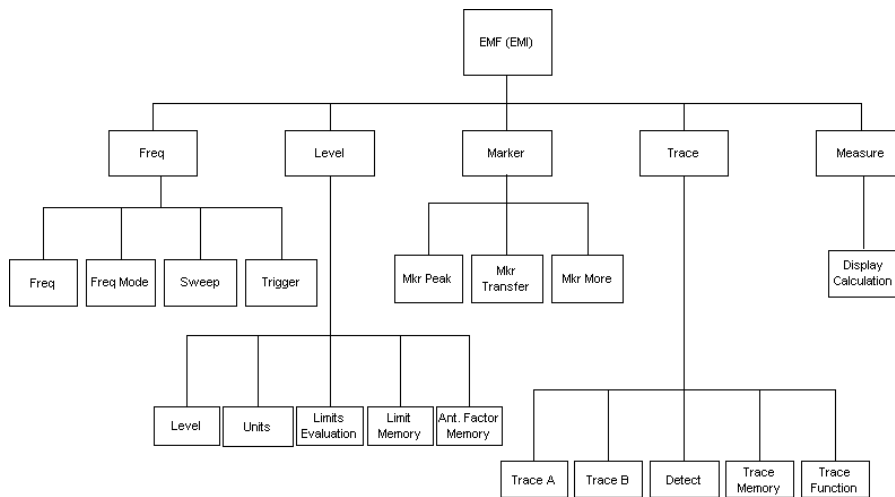 EMF (EMI)
Freq
Level
Marker
Trace
Measure
Freq
Freq Mode
Sweep
Trigger
Mkr Peak
Mkr
Transfer
Mkr More
Display
Calculation
Level
Units
Limits
Evaluation
Limit
Memory
Ant. Factor
Memory
Trace A
Trace B
Detect
Trace
Memory
Trace
Function